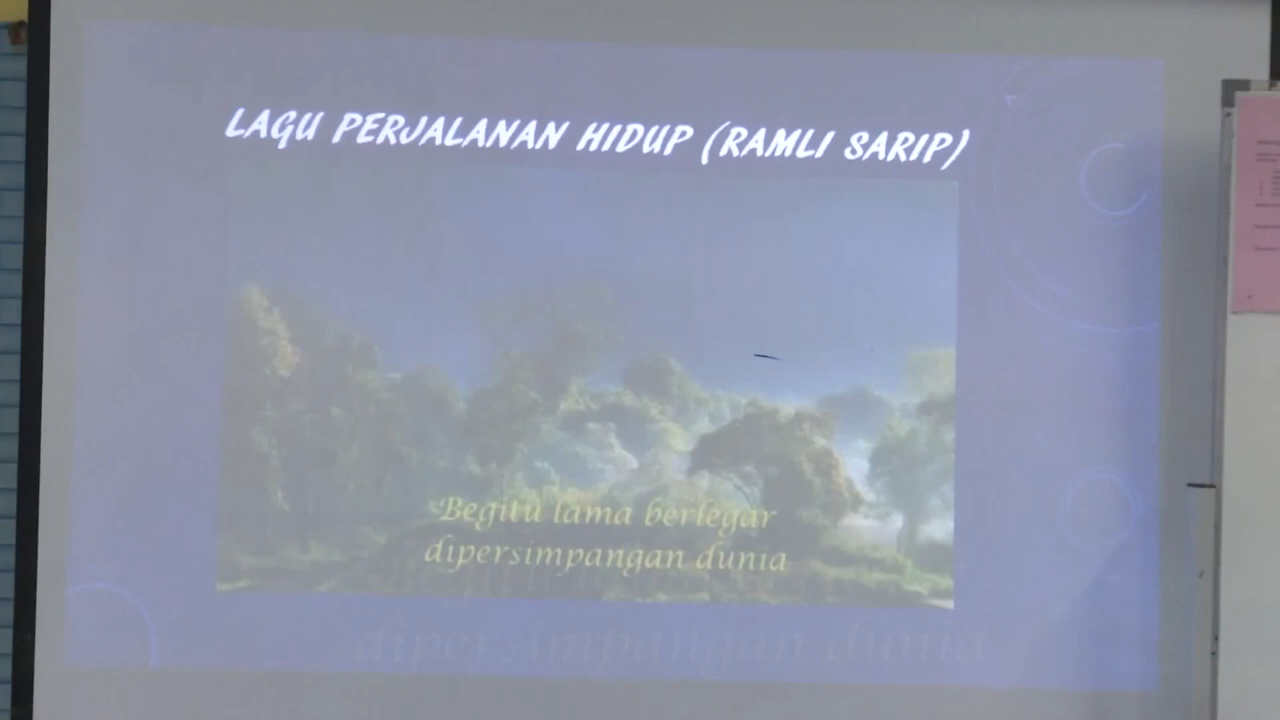 LAGU PERJALANAN HIDUP (RAMLI SARIP)
Begitu lama berlegar
dipersimpangan dunia
dipersimpangan dunia